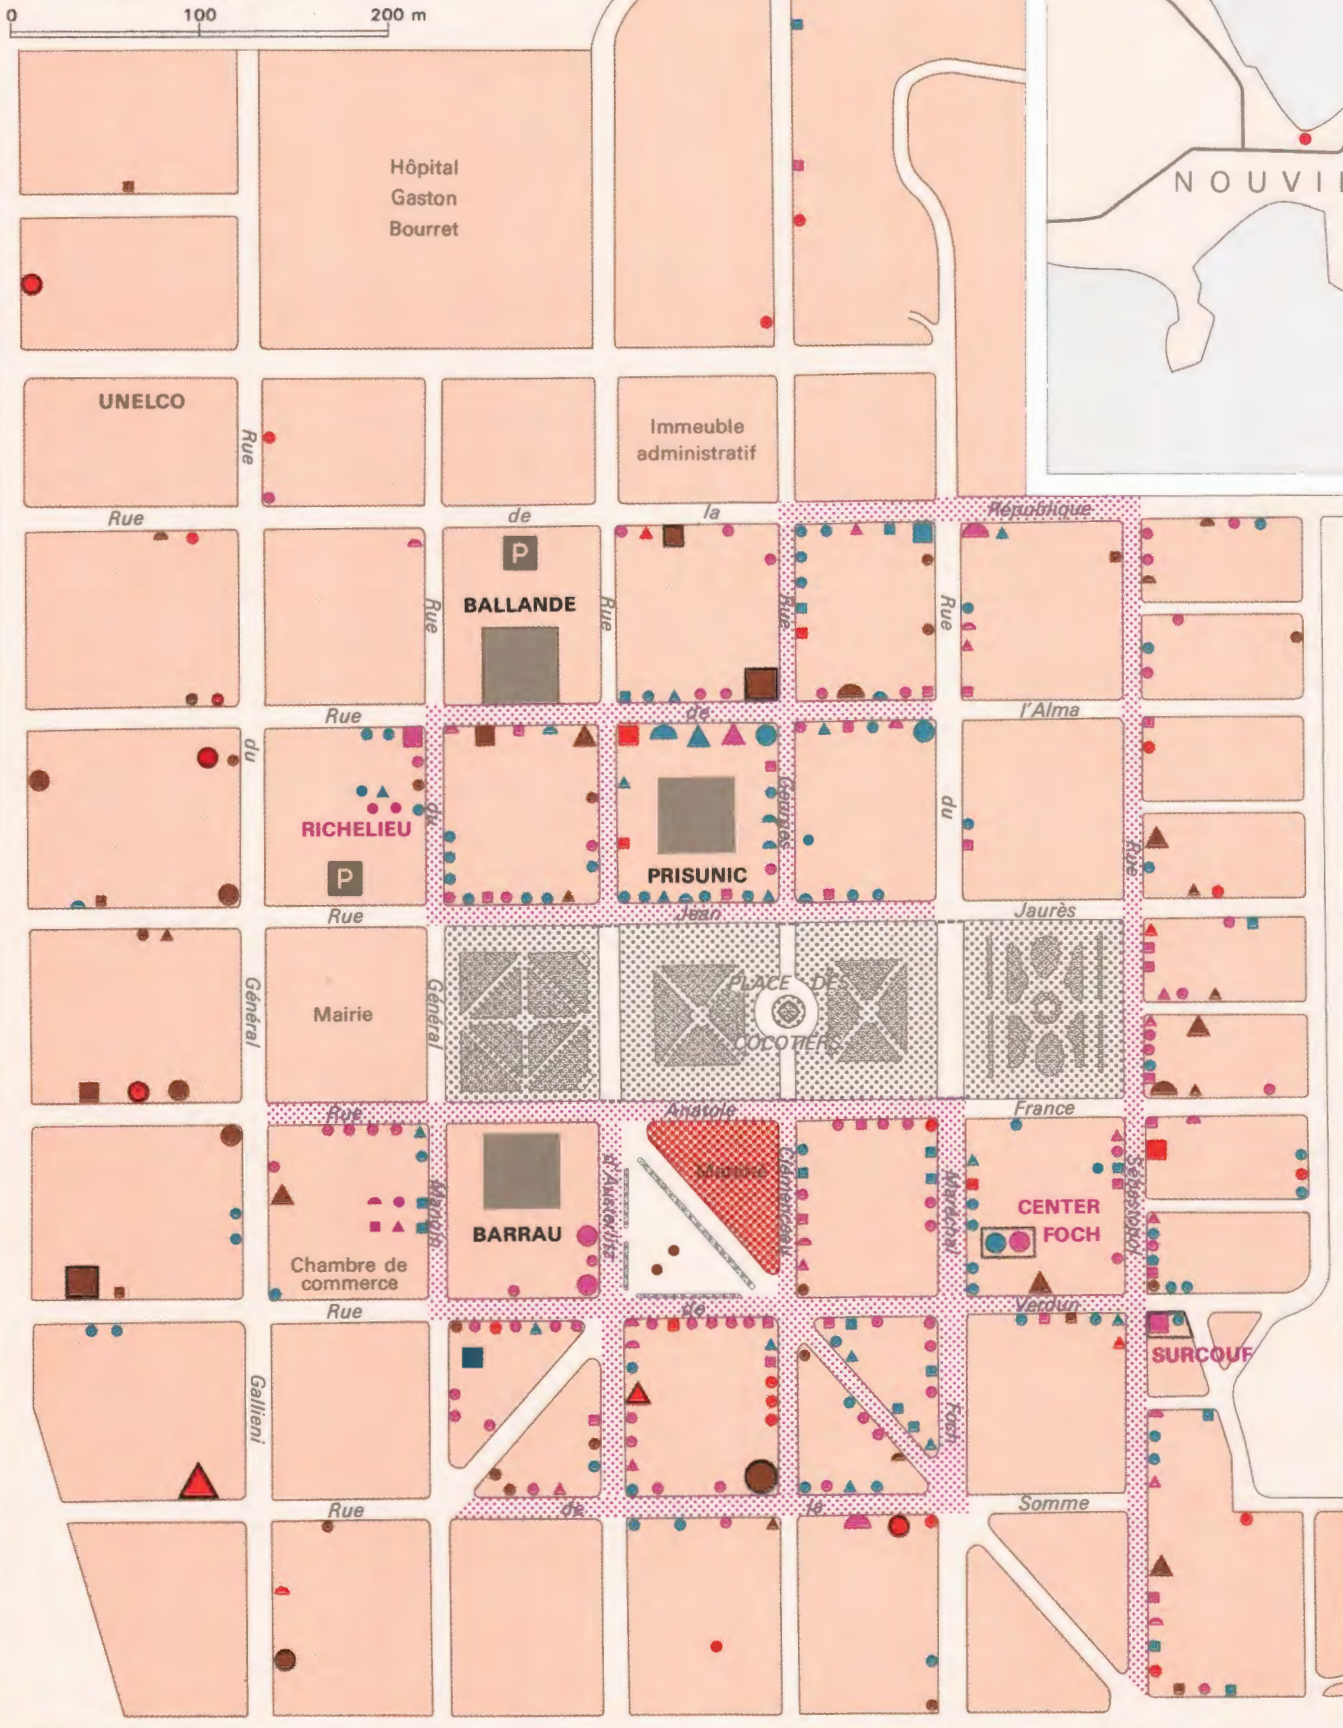 0 100 200 m
Hôpital
Gaston
Bourret
NOUVI
UNELCO
Rue
Immeuble
administratif
Rue de la République
P
BALLANDE
Rue Rue Rue Rue
Rue de l'Alma
du
RICHELIEU
du
Georges
du
Rue
P
PRISUNIC
Rue Jean Jaurès
Général
Mairie
Général
PLACE DES
COCOTIERS
Rue Anatole France
Marché
Mangin
d'Austerlitz
Clemenceau
Maréchal
Sébastopol
BARRAU
CENTER
FOCH
Chambre de
commerce
Rue de Verdun
SURCOUF
Gallieni
Foch
Rue de la Somme